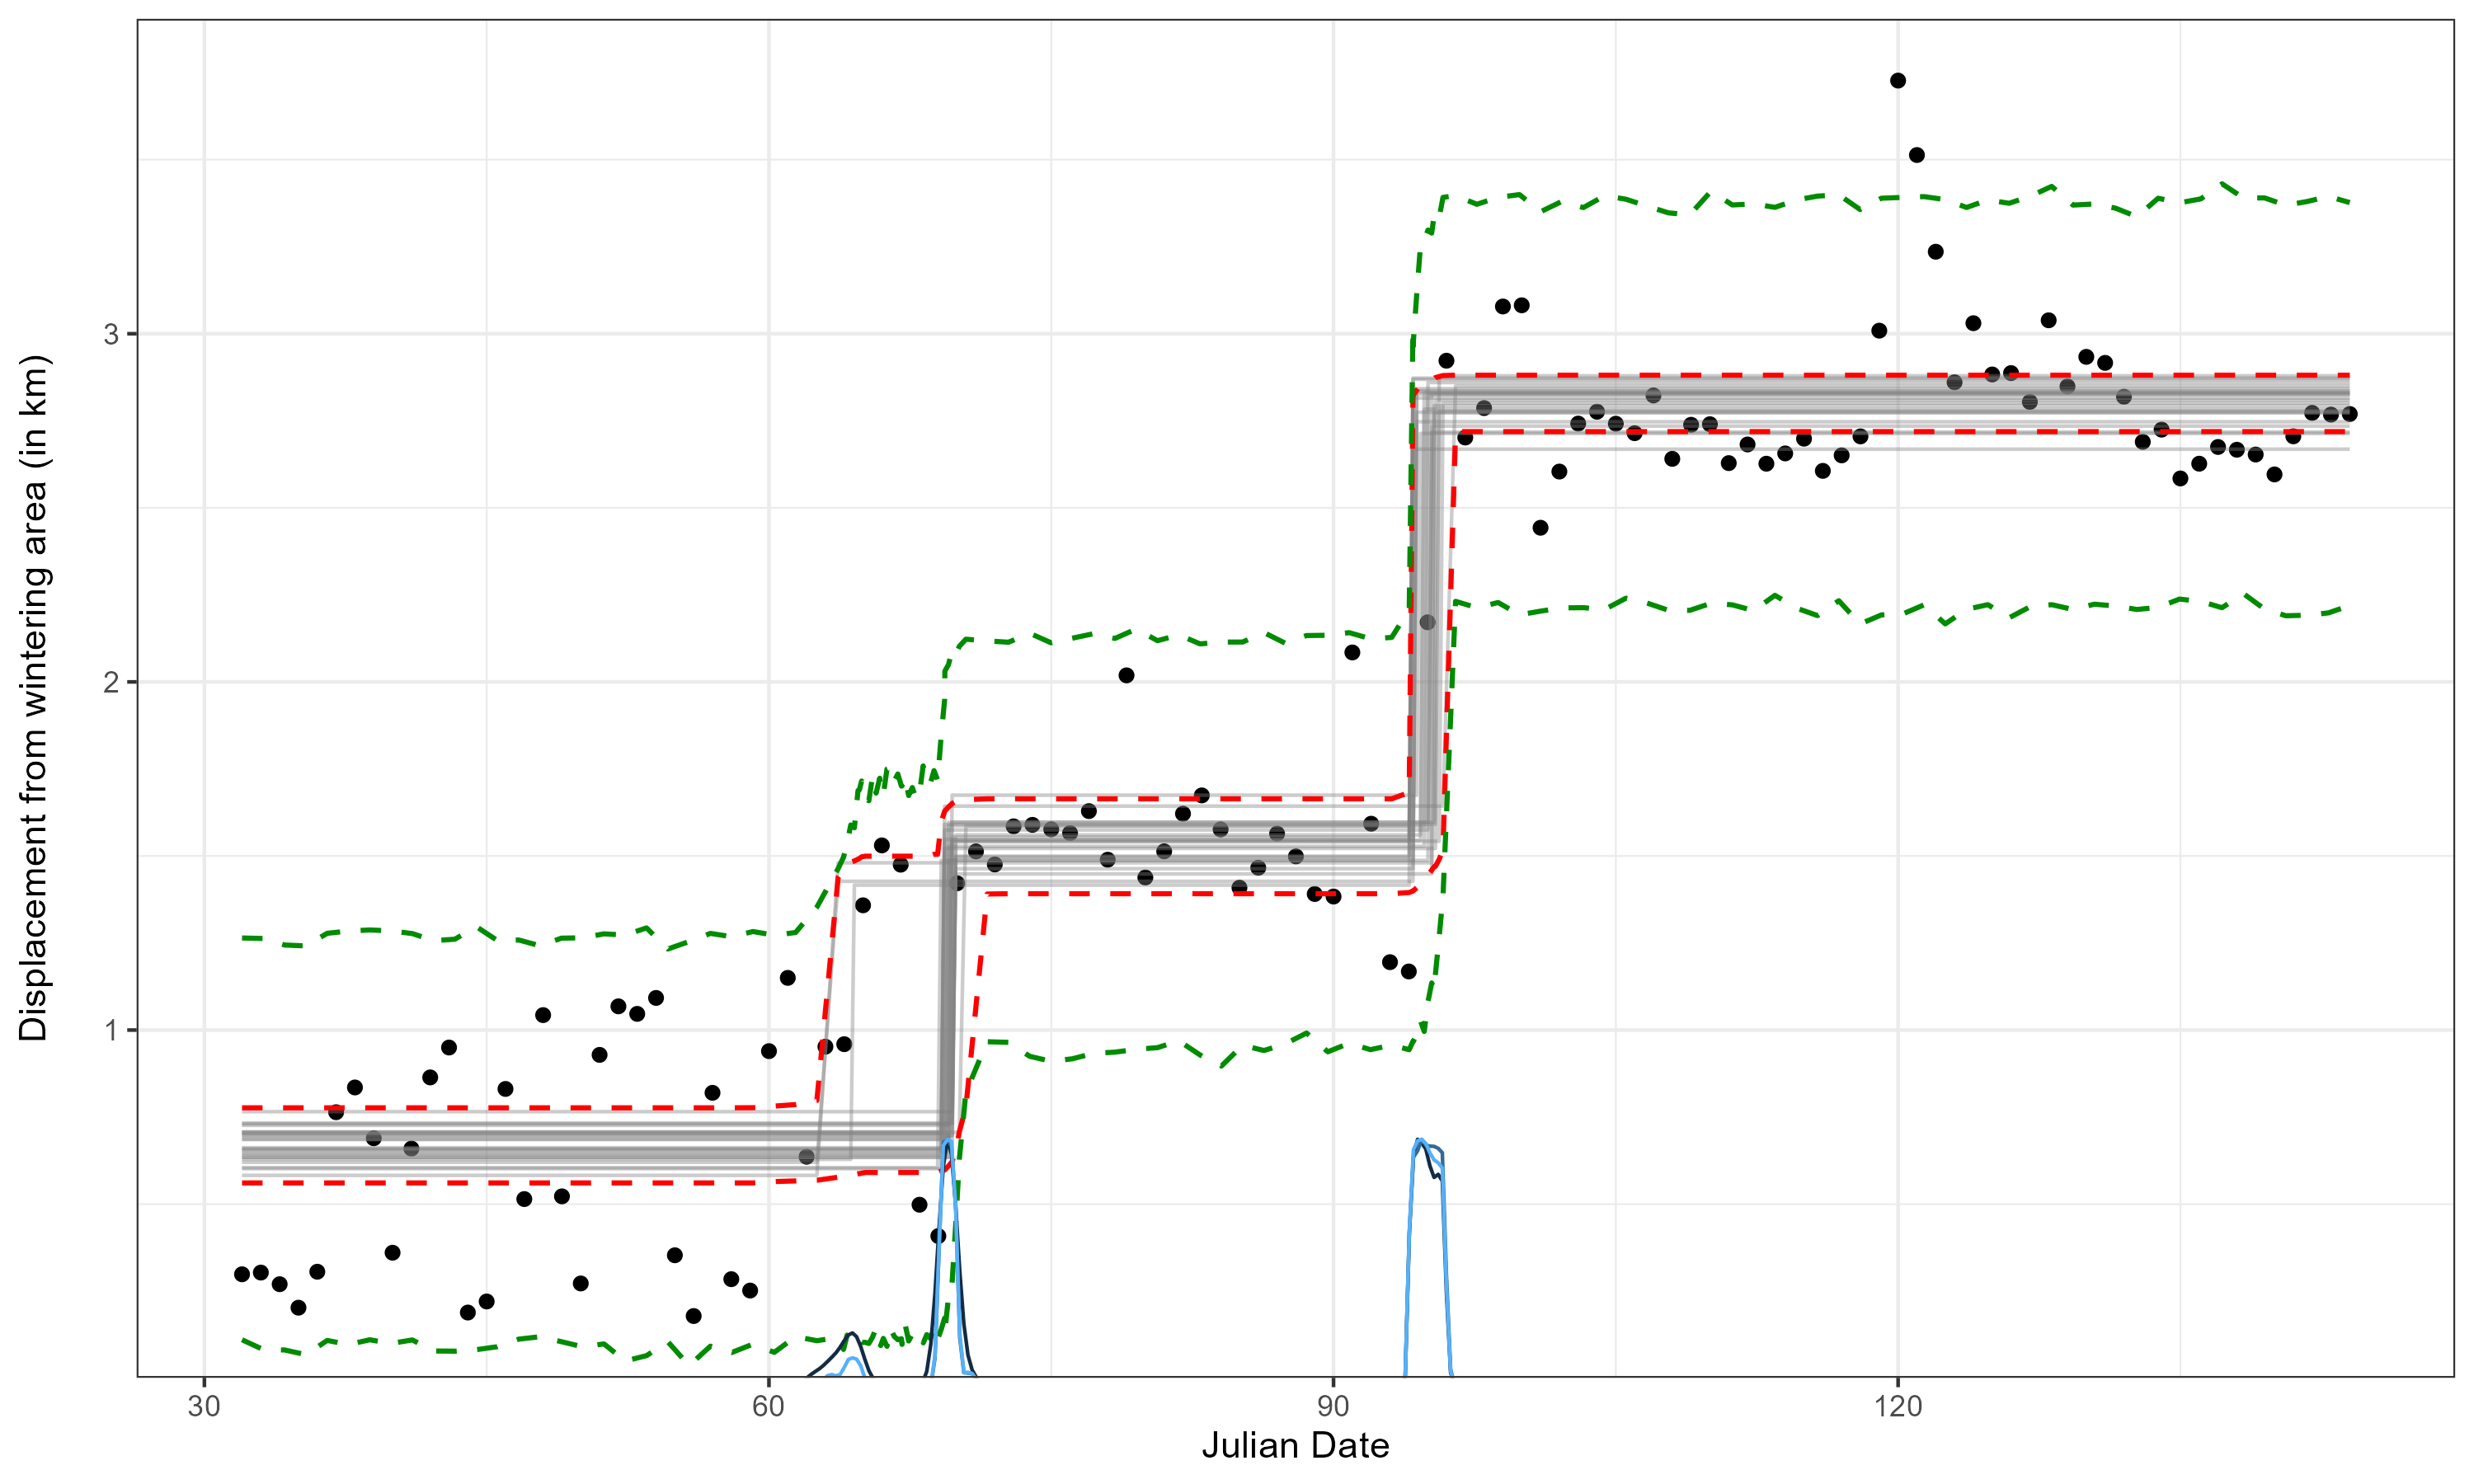 Displacement from wintering area (in km)
3
2
1
30 60 90 120
Julian Date